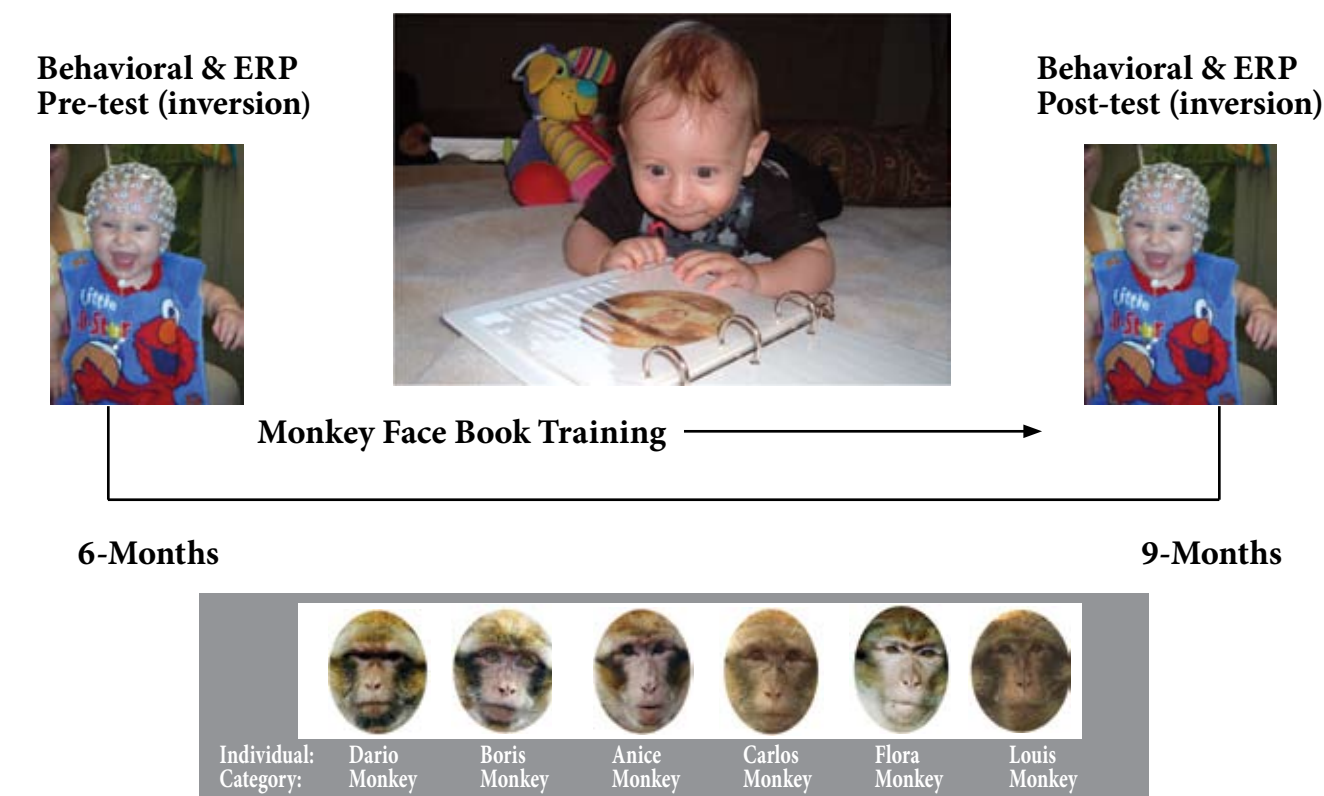 Behavioral & ERP
Pre-test (inversion)
Behavioral & ERP
Post-test (inversion)
Little
Monkey Face Book Training
6-Months
9-Months
Individual: Dario Boris Anice Carlos Flora Louis
Category: Monkey Monkey Monkey Monkey Monkey Monkey